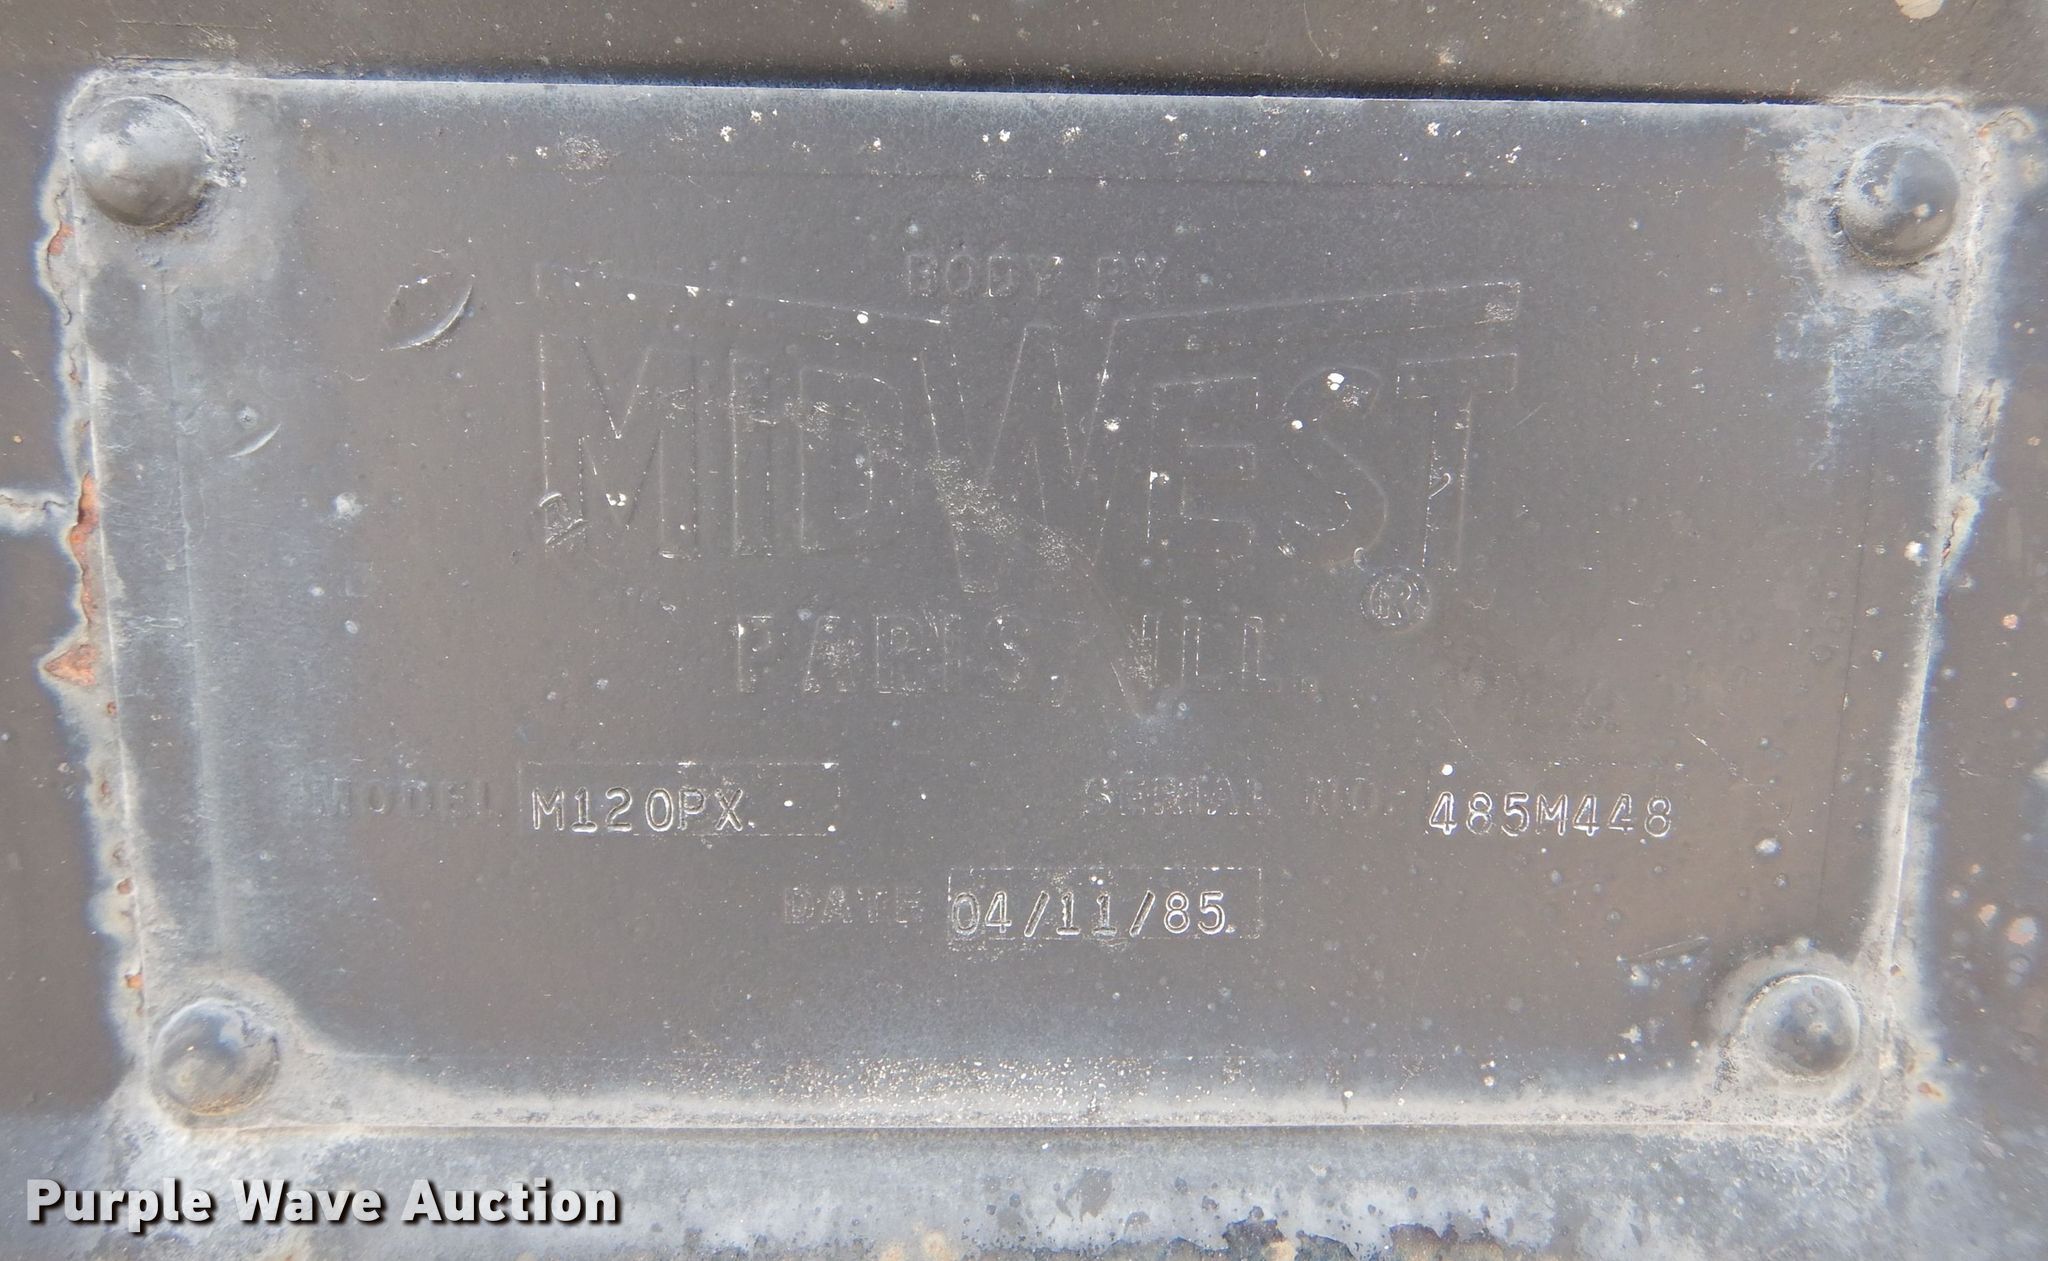 BODY BY
MIDWEST ®
PARIS, ILL.
MODEL M120PX SERIAL NO. 485M448
DATE 04/11/85
Purple Wave Auction